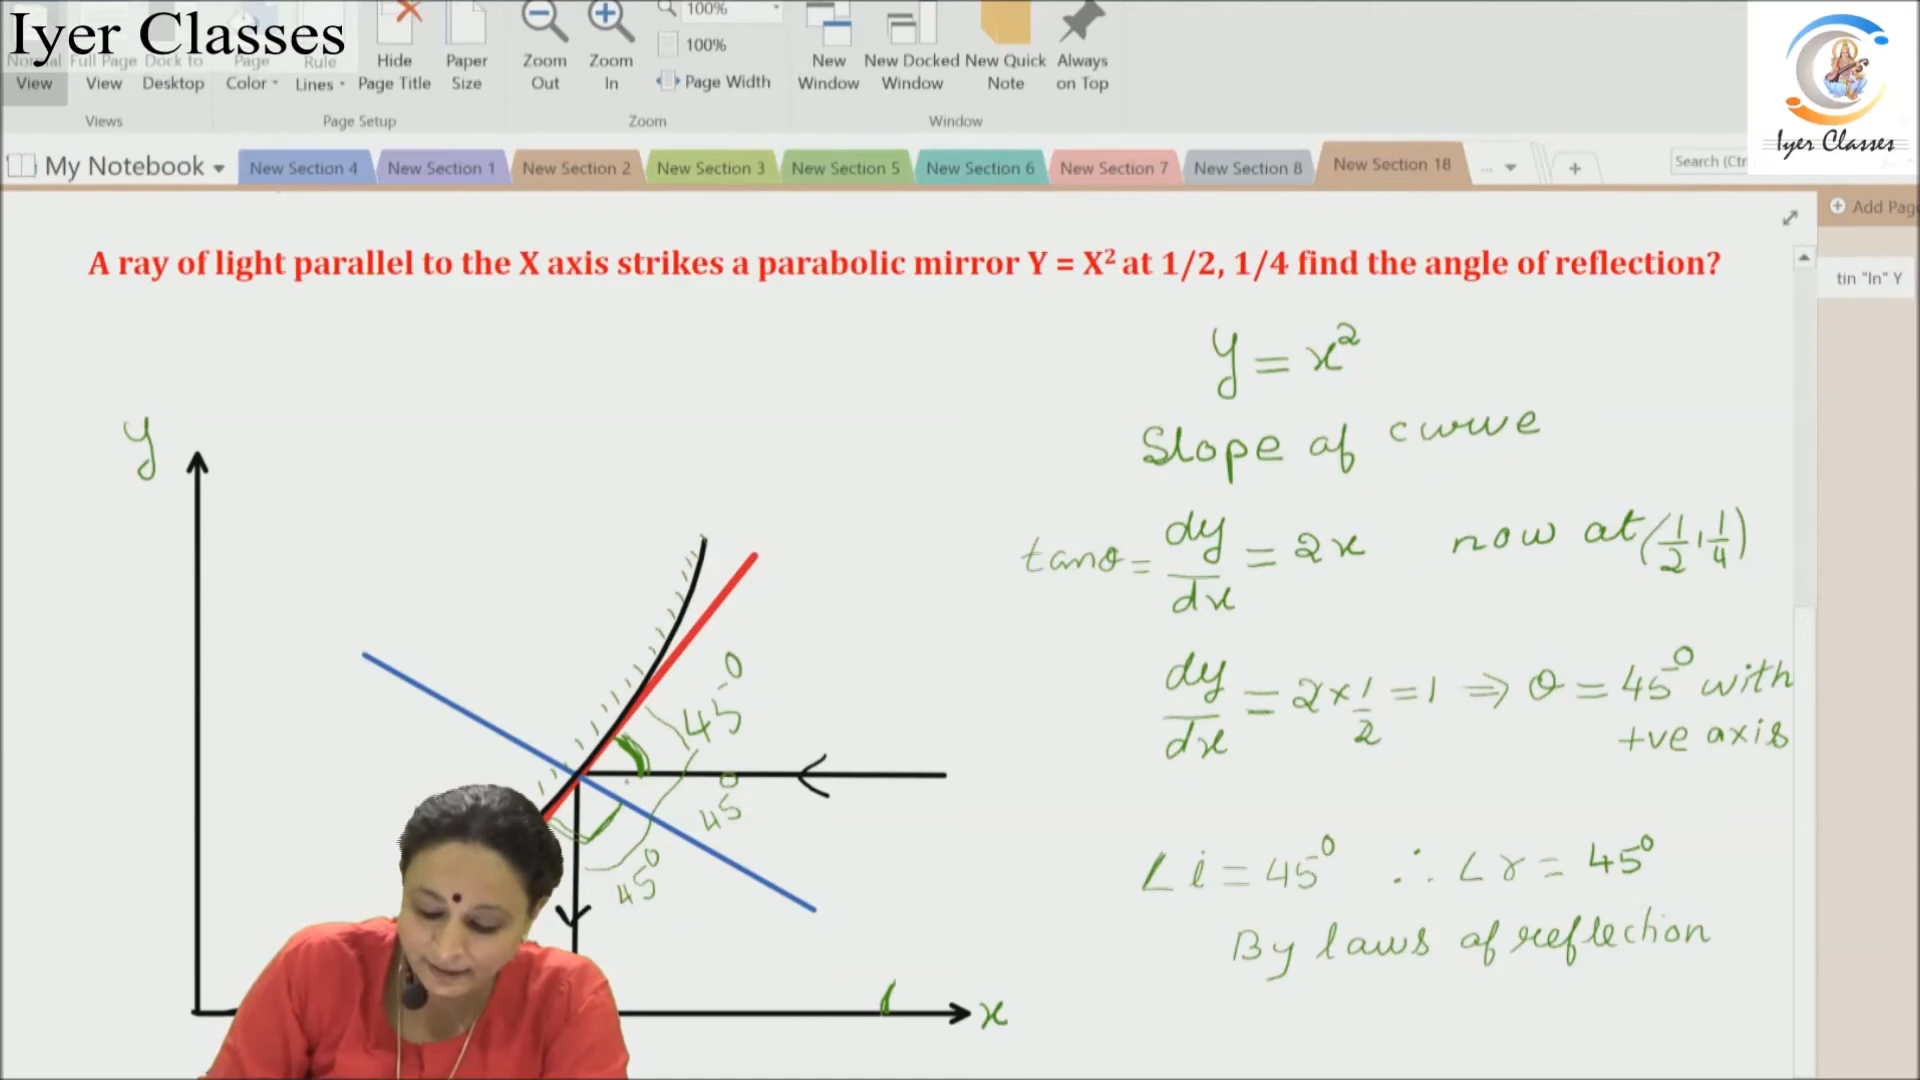 Iyer Classes
Normal View
Full Page View
Dock to Desktop
Page Color
Rule Lines
Hide Page Title
Paper Size
Zoom Out
Zoom In
100%
100%
Page Width
New Window
New Docked Window
New Quick Note
Always on Top
Views
Page Setup
Zoom
Window
Iyer Classes
My Notebook
New Section 4
New Section 1
New Section 2
New Section 3
New Section 5
New Section 6
New Section 7
New Section 8
New Section 18
...
Search (Ctr
Add Page
tin "In" Y
A ray of light parallel to the X axis strikes a parabolic mirror Y = X² at 1/2, 1/4 find the angle of reflection?
y = x²
Slope of curve
tanθ = dy/dx = 2x now at (1/2, 1/4)
dy/dx = 2 × 1/2 = 1 ⇒ θ = 45° with
+ve axis
∠i = 45° ∴ ∠r = 45°
By laws of reflection
y
45°
45°
45°
x